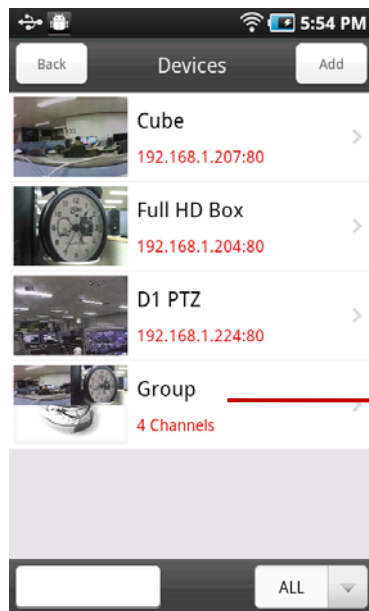 5:54 PM
Back
Devices
Add
Cube
192.168.1.207:80
Full HD Box
192.168.1.204:80
D1 PTZ
192.168.1.224:80
Group
4 Channels
ALL